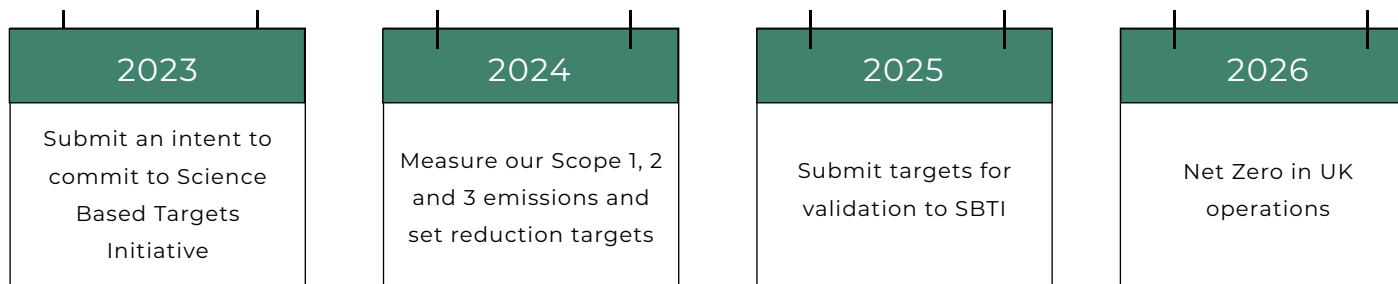 2023
Submit an intent to
commit to Science
Based Targets
Initiative
2024
Measure our Scope 1, 2
and 3 emissions and
set reduction targets
2025
Submit targets for
validation to SBTI
2026
Net Zero in UK
operations